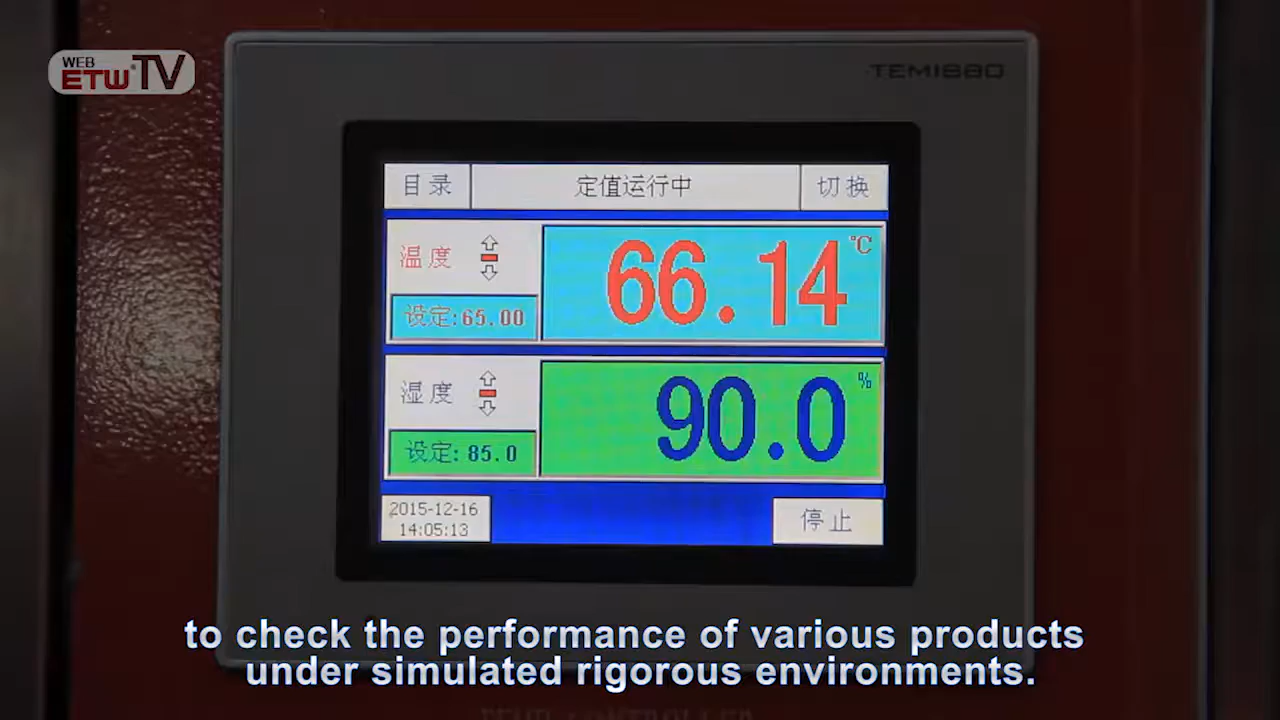 WEB
ETW TV
TEMI880
目录 定值运行中 切换
温度 66.14 ℃
设定:65.00
湿度 90.0 %
设定: 85.0
2015-12-16
14:05:13
停止
to check the performance of various products
under simulated rigorous environments.